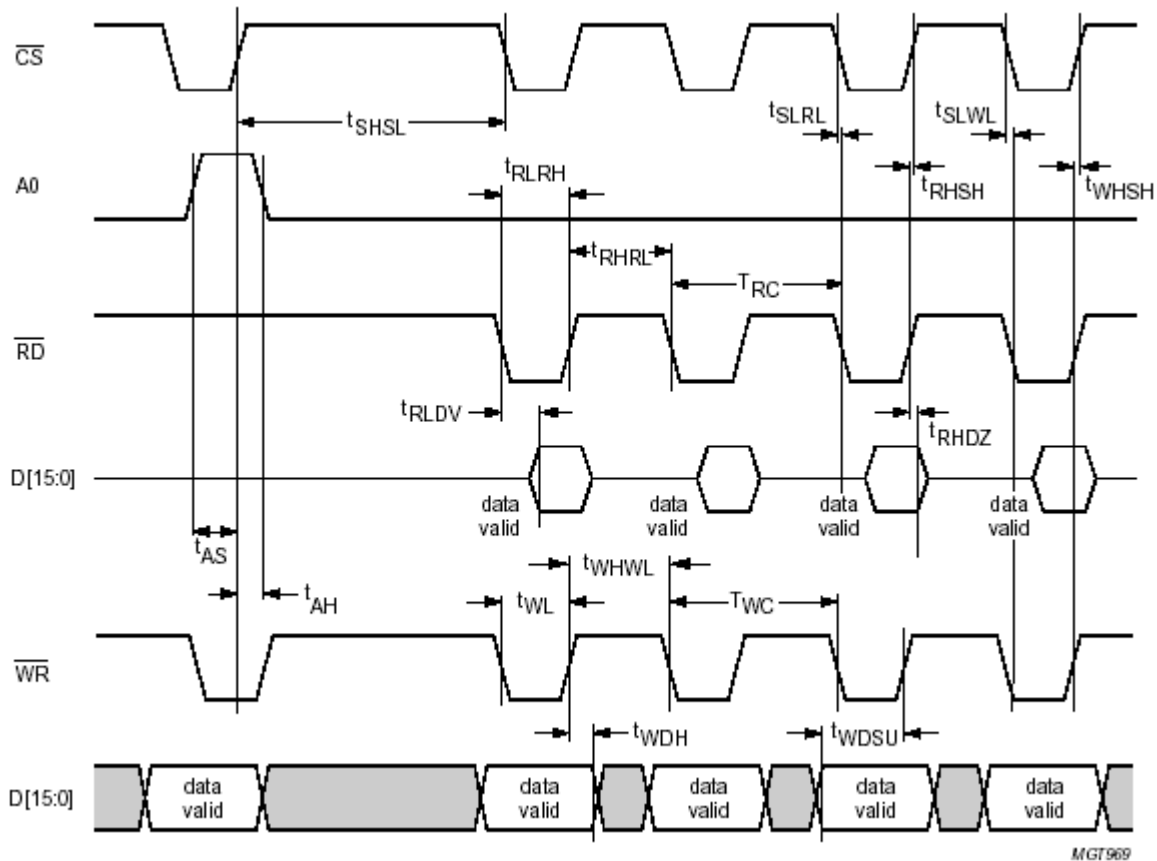 CS
tSHSL
tSLRL
tSLWL
A0
tRLRH
tRHSH
tWHSH
tRHRL
TRC
RD
tRLDV
tRHDZ
D[15:0]
data valid
data valid
data valid
data valid
tAS
tWHWL
tAH
tWL
TWC
WR
tWDH
tWDSU
D[15:0]
data valid
data valid
data valid
data valid
data valid
MGT969